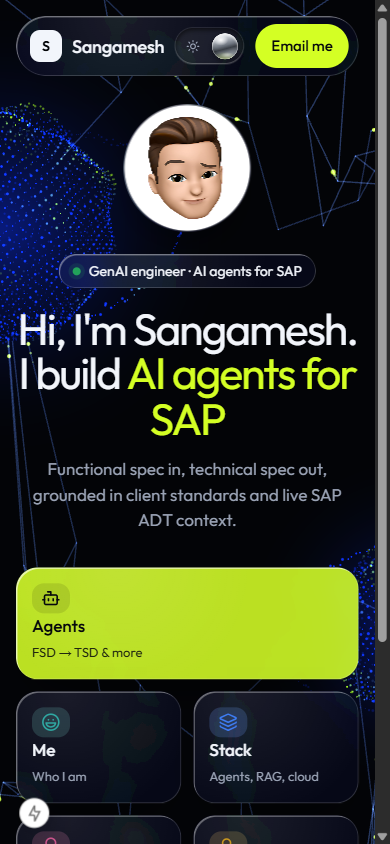 S Sangamesh Email me
GenAI engineer · AI agents for SAP
Hi, I'm Sangamesh.
I build AI agents for
SAP
Functional spec in, technical spec out,
grounded in client standards and live SAP
ADT context.
Agents
FSD → TSD & more
Me
Who I am
Stack
Agents, RAG, cloud